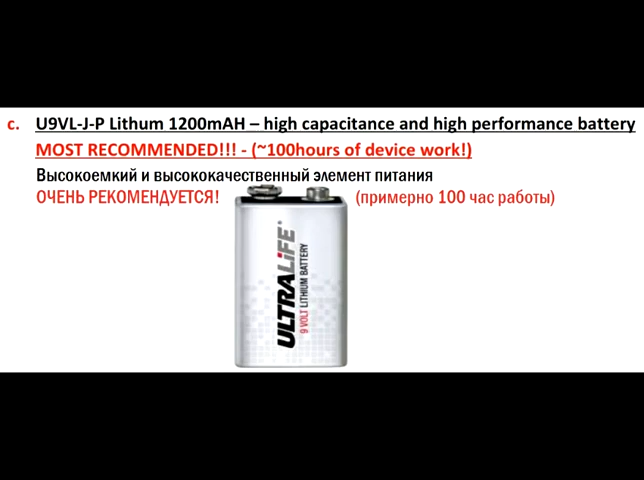 c. U9VL-J-P Lithum 1200mAH – high capacitance and high performance battery
MOST RECOMMENDED!!! - (~100hours of device work!)
Высокоемкий и высококачественный элемент питания
ОЧЕНЬ РЕКОМЕНДУЕТСЯ! (примерно 100 час работы)
ULTRALiFE
9 VOLT LITHIUM BATTERY